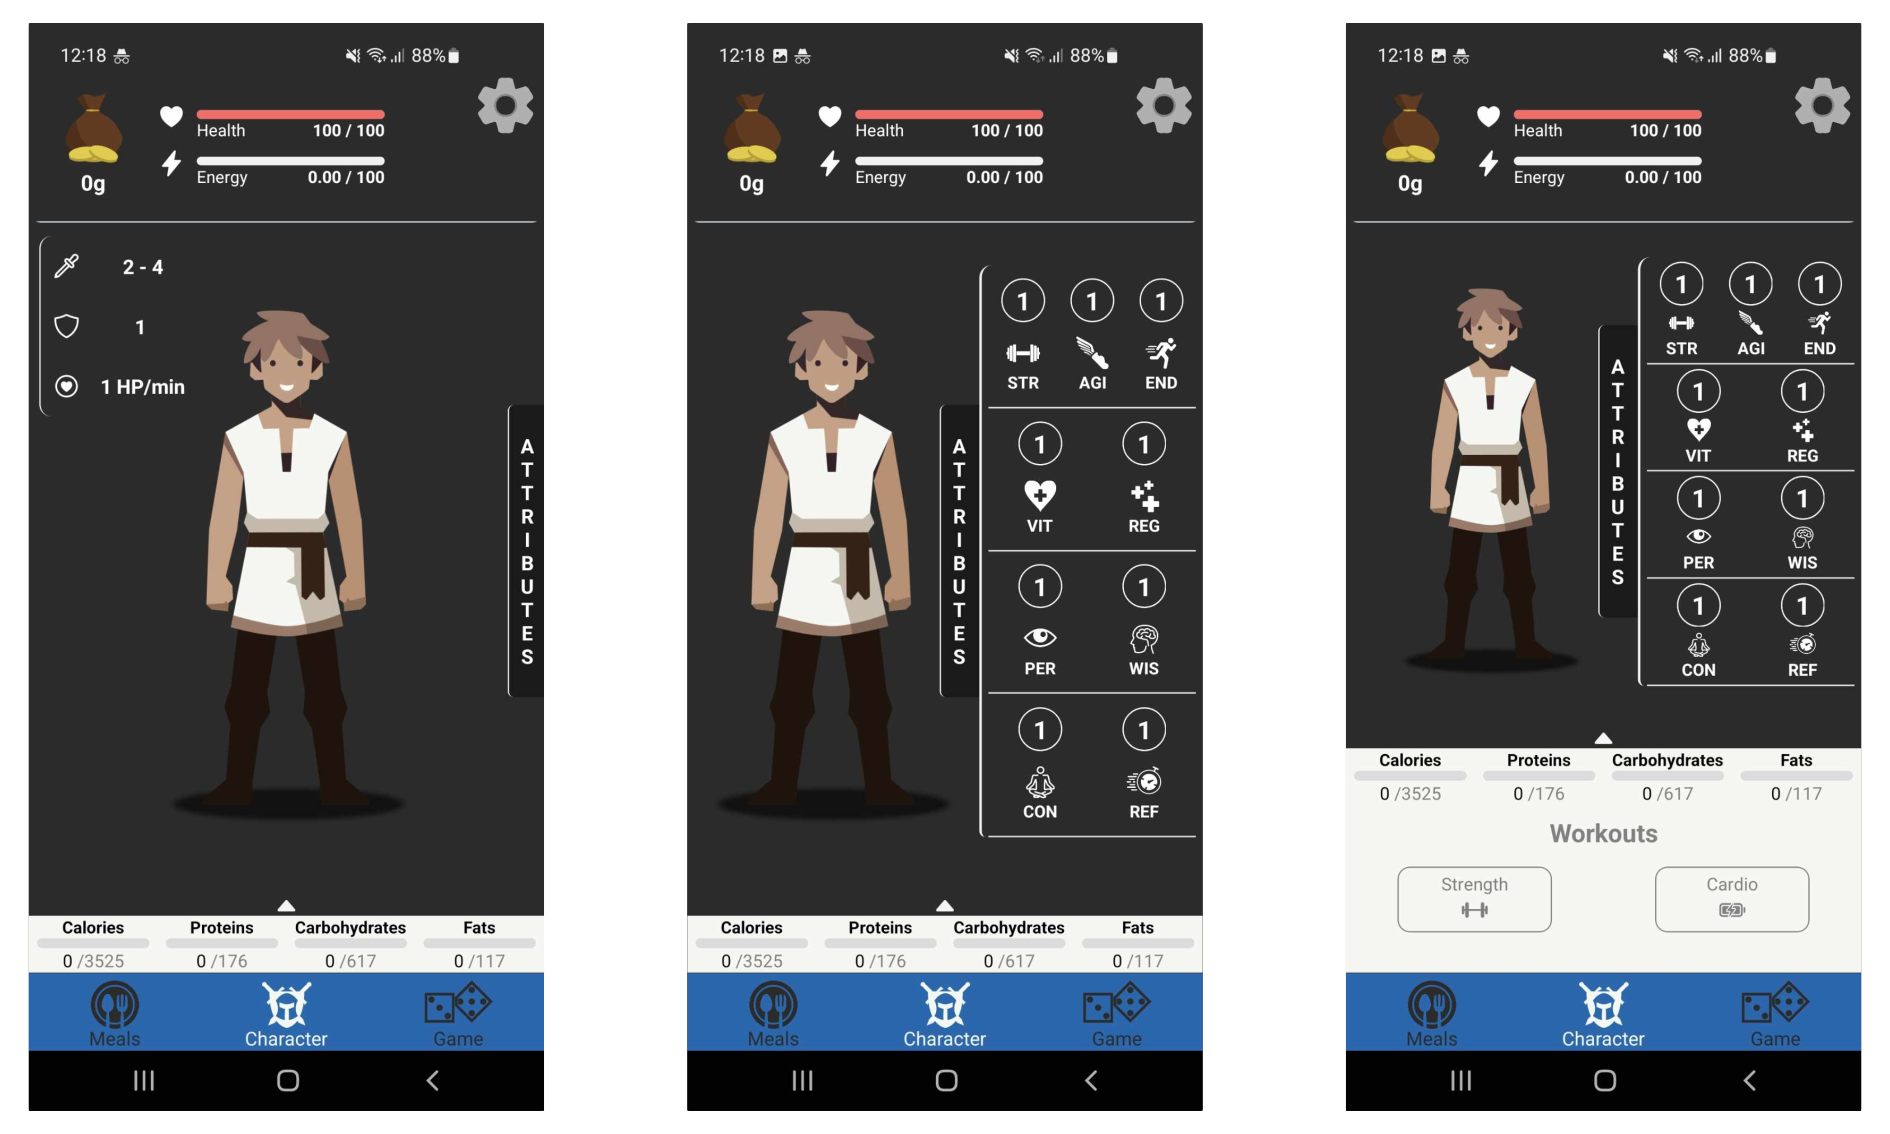 12:18 88%
Health 100 / 100
0g Energy 0.00 / 100
2 - 4
1
1 HP/min
ATTRIBUTES
Calories Proteins Carbohydrates Fats
0 /3525 0 /176 0 /617 0 /117
Meals Character Game
12:18 88%
Health 100 / 100
0g Energy 0.00 / 100
ATTRIBUTES
1 1 1
STR AGI END
1 1
VIT REG
1 1
PER WIS
1 1
CON REF
Calories Proteins Carbohydrates Fats
0 /3525 0 /176 0 /617 0 /117
Meals Character Game
12:18 88%
Health 100 / 100
0g Energy 0.00 / 100
ATTRIBUTES
1 1 1
STR AGI END
1 1
VIT REG
1 1
PER WIS
1 1
CON REF
Calories Proteins Carbohydrates Fats
0 /3525 0 /176 0 /617 0 /117
Workouts
Strength Cardio
Meals Character Game